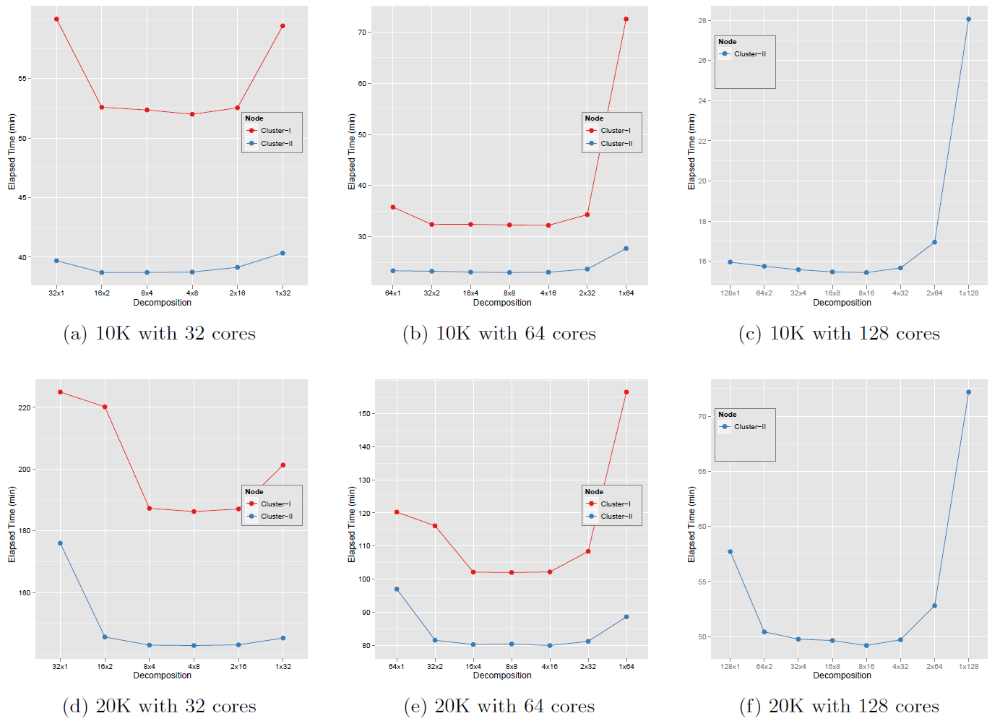 Elapsed Time (min)
55
50
45
40
Node
Cluster-I
Cluster-II
32x1 16x2 8x4 4x8 2x16 1x32
Decomposition
(a) 10K with 32 cores
Elapsed Time (min)
70
60
50
40
30
Node
Cluster-I
Cluster-II
64x1 32x2 16x4 8x8 4x16 2x32 1x64
Decomposition
(b) 10K with 64 cores
Elapsed Time (min)
28
26
24
22
20
18
16
Node
Cluster-II
128x1 64x2 32x4 16x8 8x16 4x32 2x64 1x128
Decomposition
(c) 10K with 128 cores
Elapsed Time (min)
220
200
180
160
Node
Cluster-I
Cluster-II
32x1 16x2 8x4 4x8 2x16 1x32
Decomposition
(d) 20K with 32 cores
Elapsed Time (min)
150
140
130
120
110
100
90
80
Node
Cluster-I
Cluster-II
64x1 32x2 16x4 8x8 4x16 2x32 1x64
Decomposition
(e) 20K with 64 cores
Elapsed Time (min)
70
65
60
55
50
Node
Cluster-II
128x1 64x2 32x4 16x8 8x16 4x32 2x64 1x128
Decomposition
(f) 20K with 128 cores